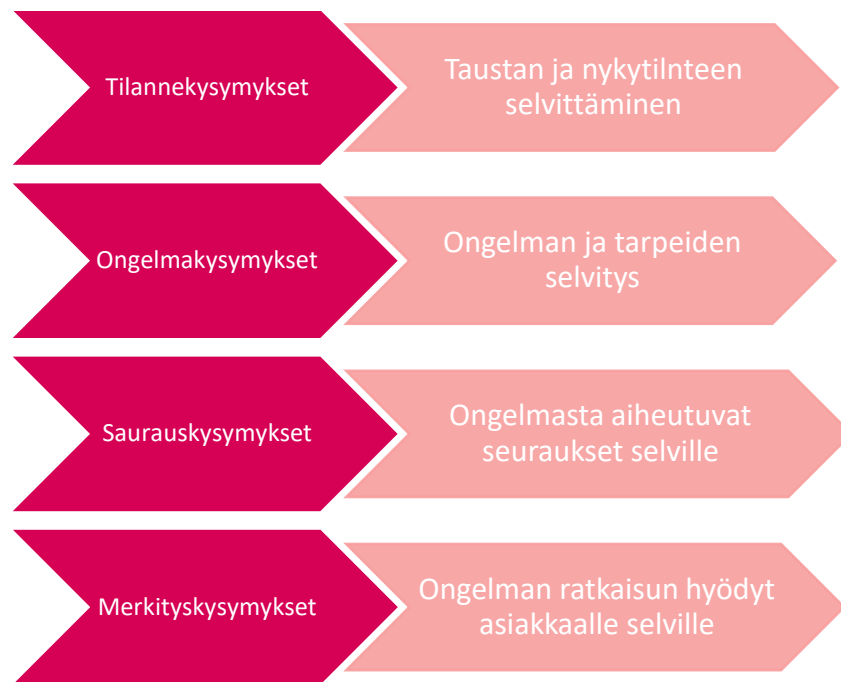 Tilannekysymykset
Taustan ja nykytilnteen
selvittäminen
Ongelmakysymykset
Ongelman ja tarpeiden
selvitys
Saurauskysymykset
Ongelmasta aiheutuvat
seuraukset selville
Merkityskysymykset
Ongelman ratkaisun hyödyt
asiakkaalle selville